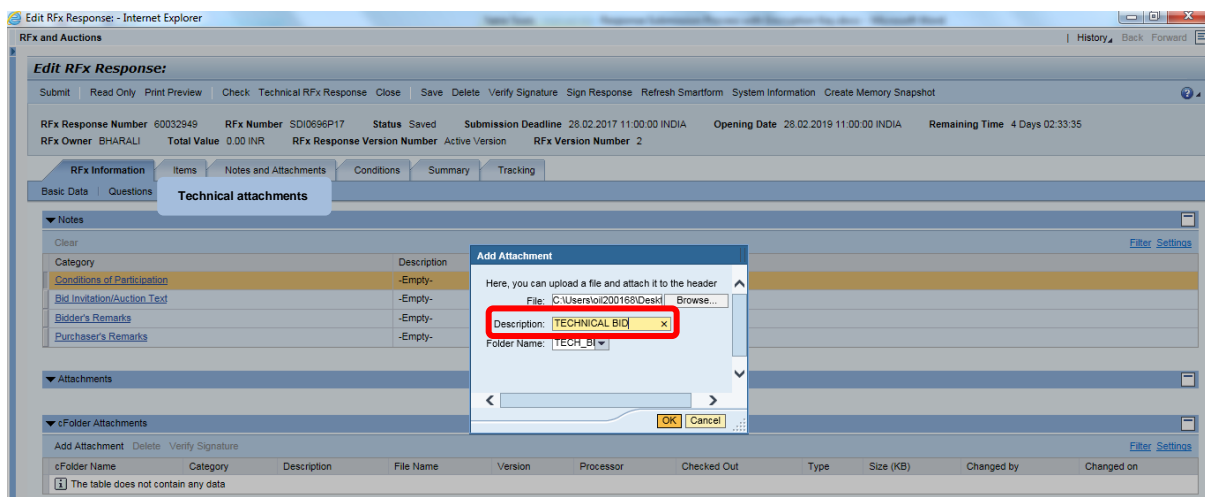 Edit RFx Response: - Internet Explorer
RFx and Auctions
History Back Forward
Edit RFx Response:
Submit Read Only Print Preview Check Technical RFx Response Close Save Delete Verify Signature Sign Response Refresh Smartform System Information Create Memory Snapshot
RFx Response Number 60032949 RFx Number SDI0696P17 Status Saved Submission Deadline 28.02.2017 11:00:00 INDIA Opening Date 28.02.2019 11:00:00 INDIA Remaining Time 4 Days 02:33:35
RFx Owner BHARALI Total Value 0.00 INR RFx Response Version Number Active Version RFx Version Number 2
RFx Information Items Notes and Attachments Conditions Summary Tracking
Basic Data Questions
Technical attachments
Notes
Clear Filter Settings
Category Description
Conditions of Participation -Empty-
Bid Invitation/Auction Text -Empty-
Bidder's Remarks -Empty-
Purchaser's Remarks -Empty-
Add Attachment
Here, you can upload a file and attach it to the header
File: C:\Users\oil200168\Deskt Browse...
Description: TECHNICAL BID x
Folder Name: TECH_BI
OK Cancel
Attachments
cFolder Attachments
Add Attachment Delete Verify Signature Filter Settings
cFolder Name Category Description File Name Version Processor Checked Out Type Size (KB) Changed by Changed on
i The table does not contain any data